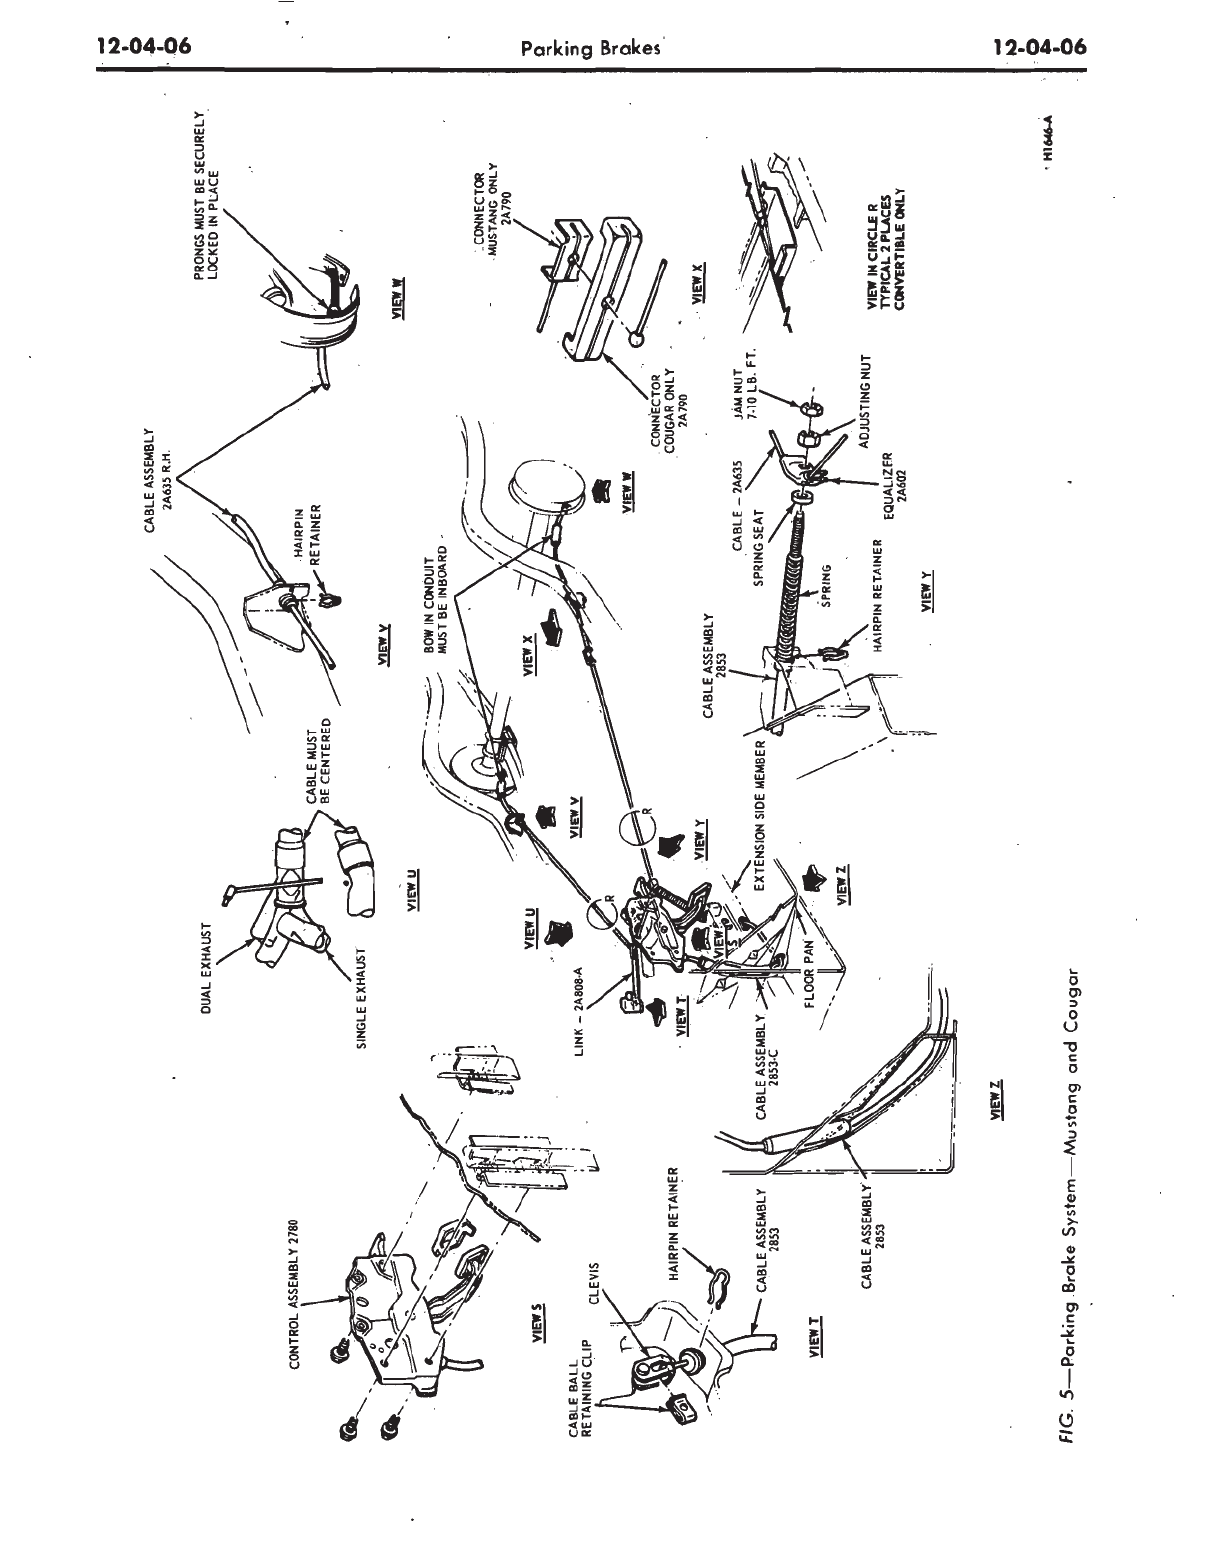 12-04-06
Parking Brakes
12-04-06
PRONGS MUST BE SECURELY
LOCKED IN PLACE
VIEW W
CABLE ASSEMBLY
2A635 R.H.
HAIRPIN
RETAINER
VIEW V
CABLE MUST
BE CENTERED
VIEW U
DUAL EXHAUST
SINGLE EXHAUST
CONTROL ASSEMBLY 2780
VIEW S
CONNECTOR
MUSTANG ONLY
2A790
VIEW X
CONNECTOR
COUGAR ONLY
2A790
BOW IN CONDUIT
MUST BE INBOARD
VIEW W
VIEW X
VIEW V
R
VIEW Y
R
VIEW U
LINK - 2A808-A
VIEW T
VIEW
S
EXTENSION SIDE MEMBER
VIEW Z
FLOOR PAN
CABLE ASSEMBLY
2853-C
VIEW IN CIRCLE R
TYPICAL 2 PLACES
CONVERTIBLE ONLY
JAM NUT
7-10 LB. FT.
ADJUSTING NUT
CABLE - 2A635
SPRING SEAT
EQUALIZER
2A602
SPRING
HAIRPIN RETAINER
CABLE ASSEMBLY
2853
VIEW Y
CABLE BALL
RETAINING CLIP
CLEVIS
HAIRPIN RETAINER
CABLE ASSEMBLY
2853
VIEW T
CABLE ASSEMBLY
2853
VIEW Z
H1646-A
FIG. 5—Parking Brake System—Mustang and Cougar